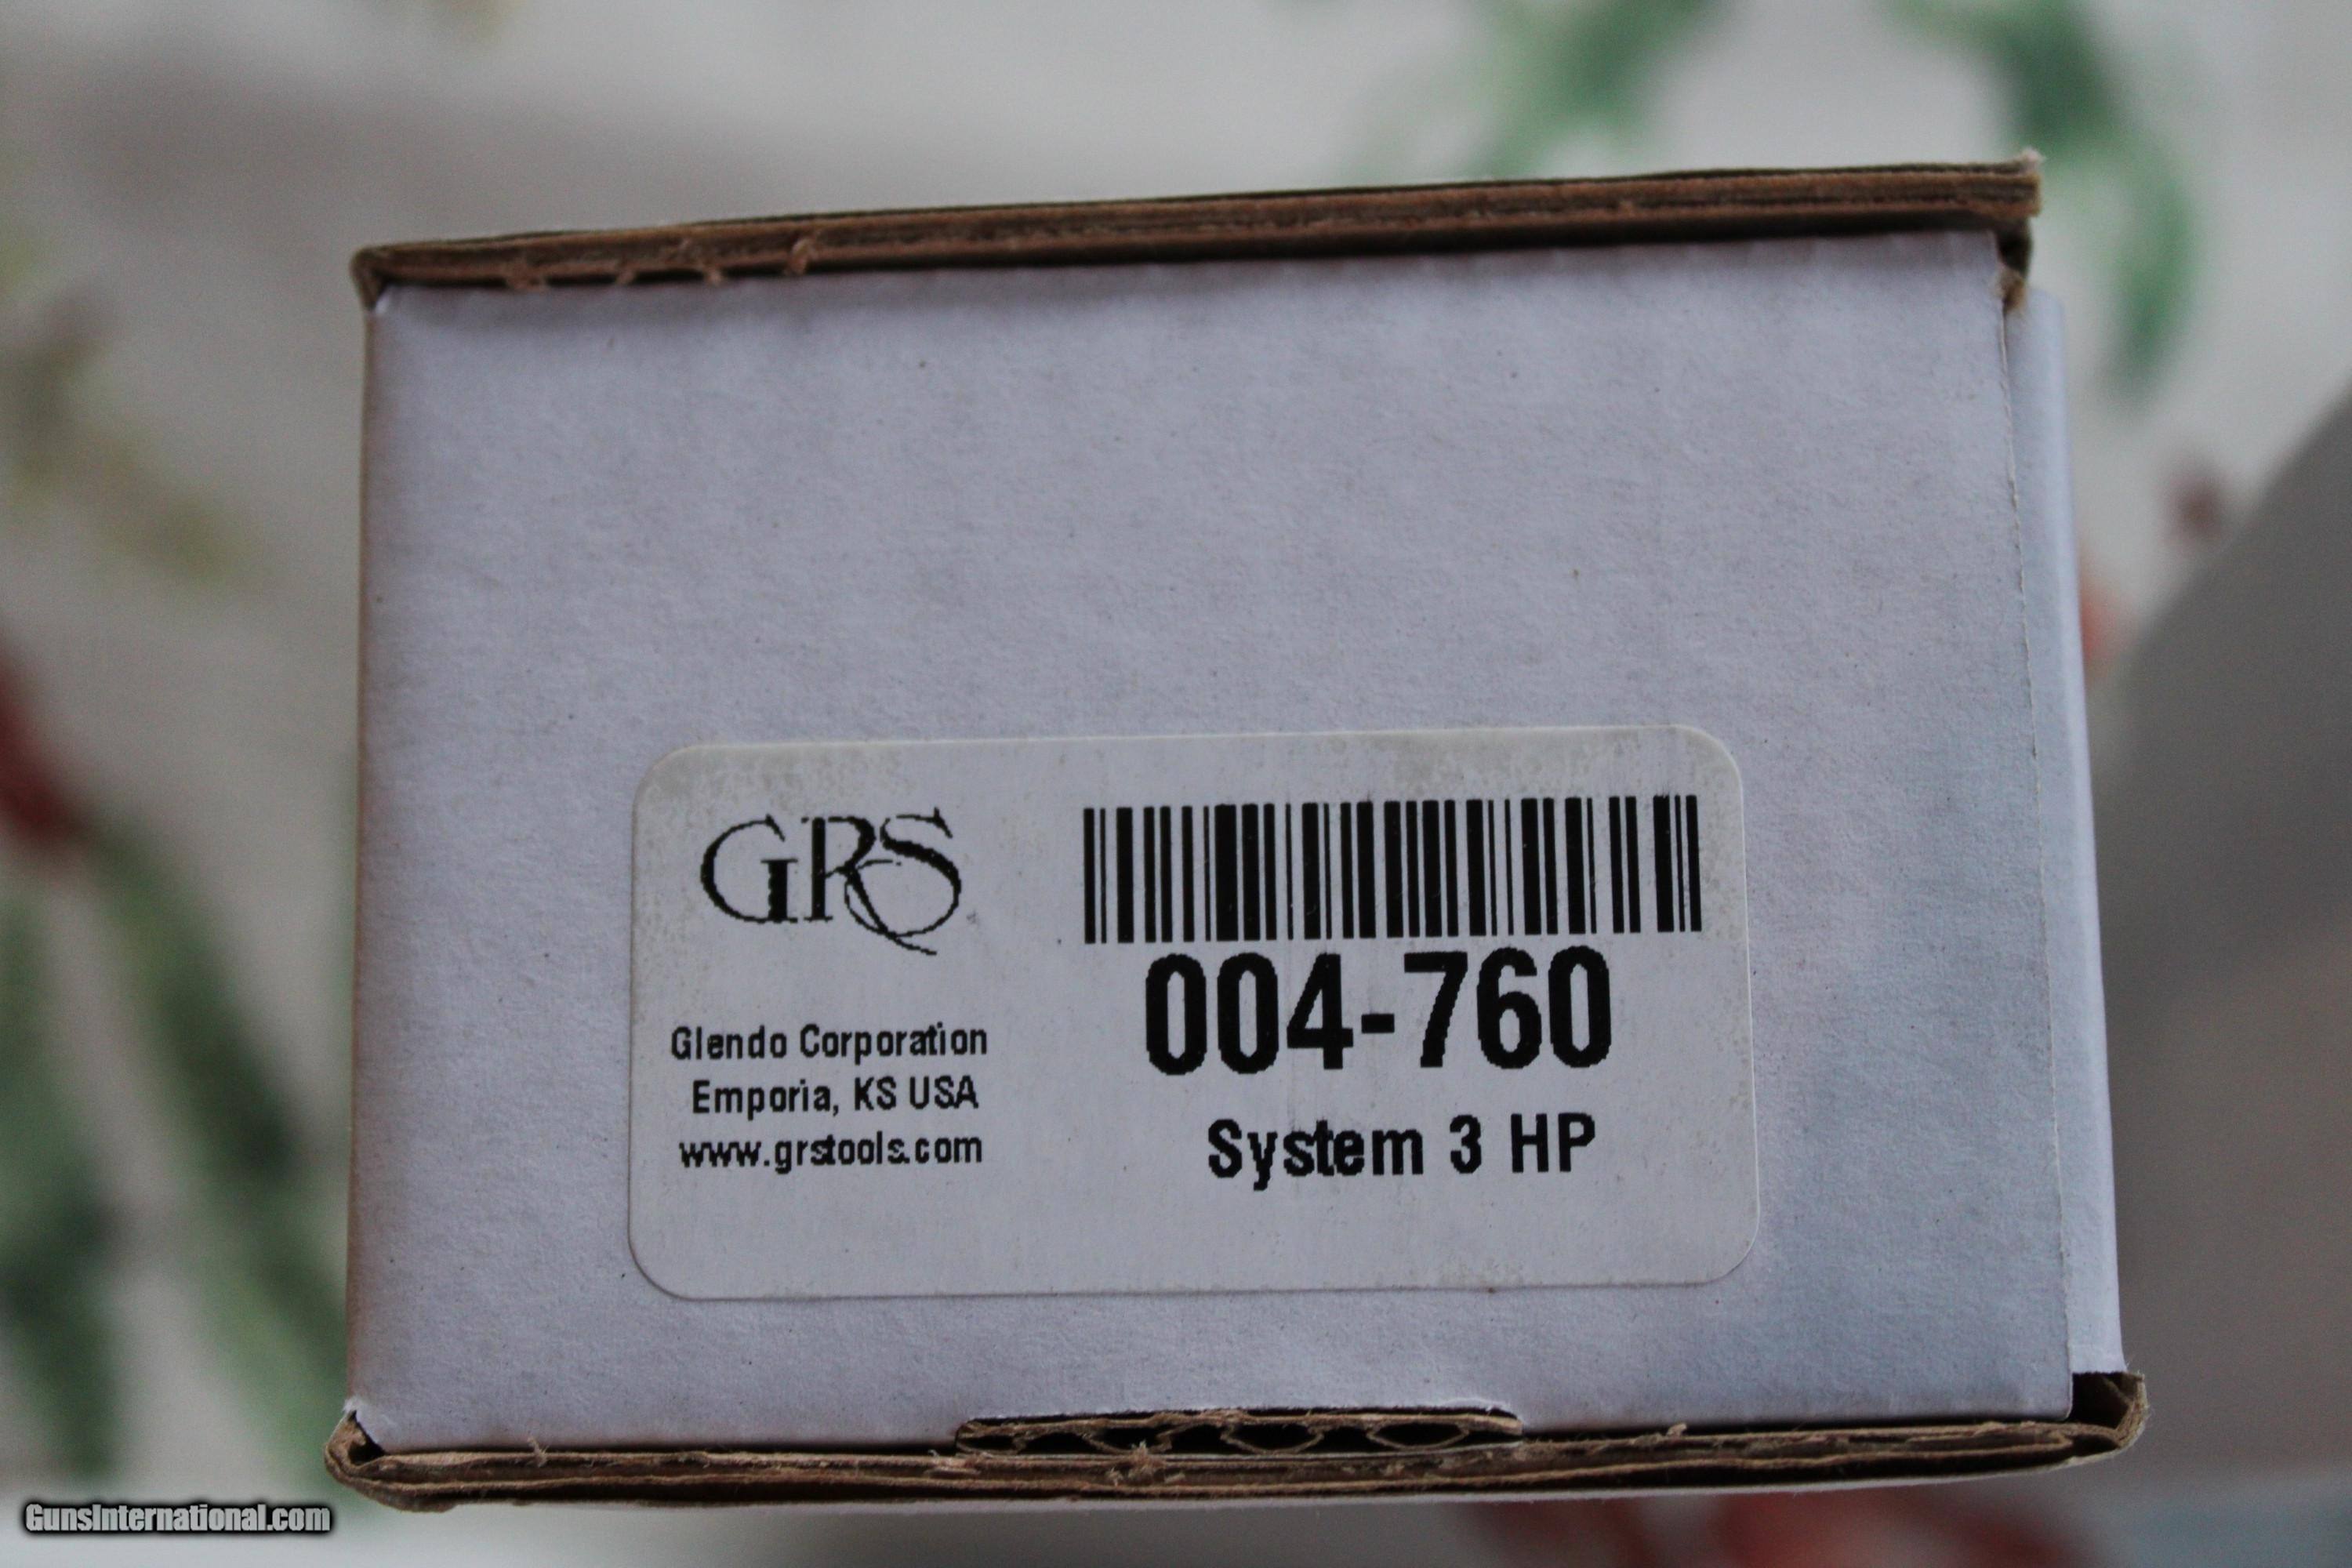 GRS
Glendo Corporation
Emporia, KS USA
www.grstools.com
004-760
System 3 HP
GunsInternational.com